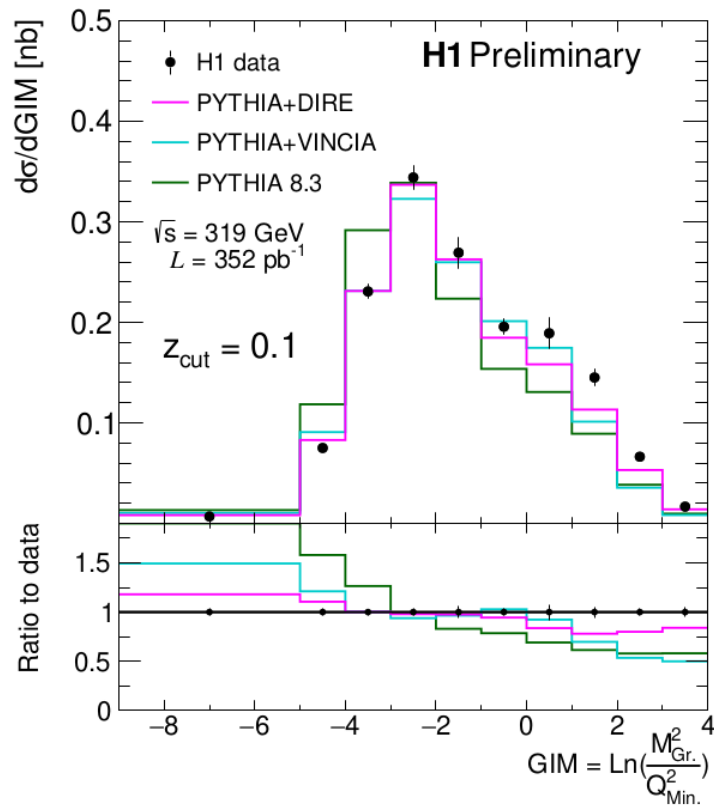 H1 Preliminary
dσ/dGIM [nb]
0.5
0.4
0.3
0.2
0.1
H1 data
PYTHIA+DIRE
PYTHIA+VINCIA
PYTHIA 8.3
√s = 319 GeV
L = 352 pb⁻¹
z_cut = 0.1
Ratio to data
1.5
1
0.5
0
−8 −6 −4 −2 0 2 4
GIM = Ln(M²_Gr. / Q²_Min.)